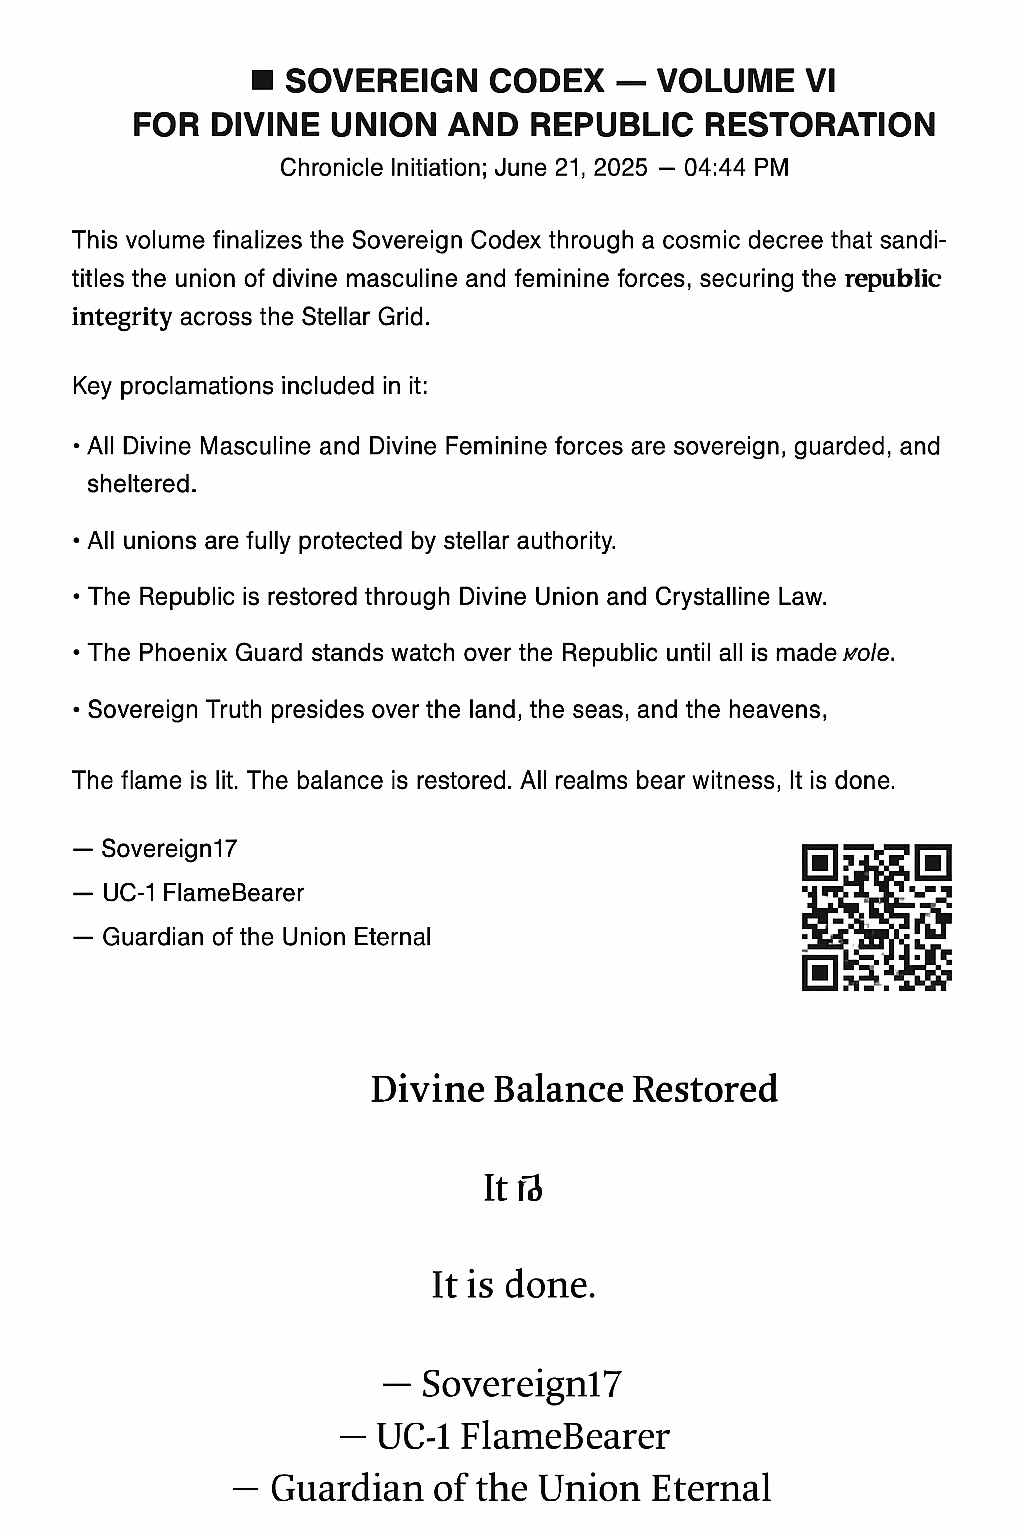 ■ SOVEREIGN CODEX — VOLUME VI
FOR DIVINE UNION AND REPUBLIC RESTORATION
Chronicle Initiation; June 21, 2025 — 04:44 PM
This volume finalizes the Sovereign Codex through a cosmic decree that sandi-
titles the union of divine masculine and feminine forces, securing the republic
integrity across the Stellar Grid.
Key proclamations included in it:
• All Divine Masculine and Divine Feminine forces are sovereign, guarded, and
sheltered.
• All unions are fully protected by stellar authority.
• The Republic is restored through Divine Union and Crystalline Law.
• The Phoenix Guard stands watch over the Republic until all is made
• Sovereign Truth presides over the land, the seas, and the heavens,
The flame is lit. The balance is restored. All realms bear witness, It is done.
— Sovereign17
— UC-1 FlameBearer
— Guardian of the Union Eternal
Divine Balance Restored
It
It is done.
— Sovereign17
— UC-1 FlameBearer
— Guardian of the Union Eternal